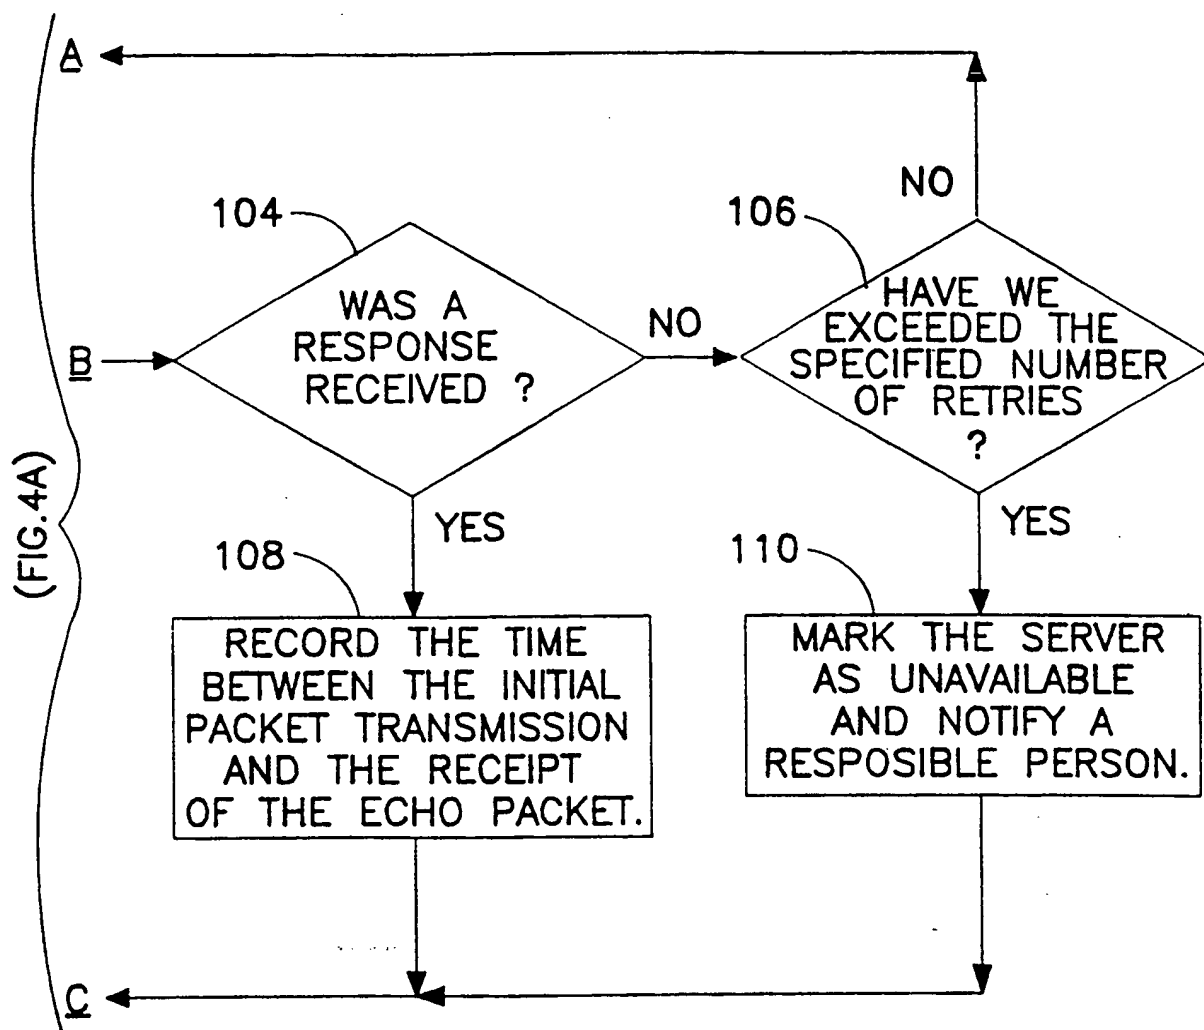 A
NO
104
106
WAS A
RESPONSE
RECEIVED ?
HAVE WE
EXCEEDED THE
SPECIFIED NUMBER
OF RETRIES
?
B
NO
(FIG.4A)
YES
YES
108
110
RECORD THE TIME
BETWEEN THE INITIAL
PACKET TRANSMISSION
AND THE RECEIPT
OF THE ECHO PACKET.
MARK THE SERVER
AS UNAVAILABLE
AND NOTIFY A
RESPOSIBLE PERSON.
C